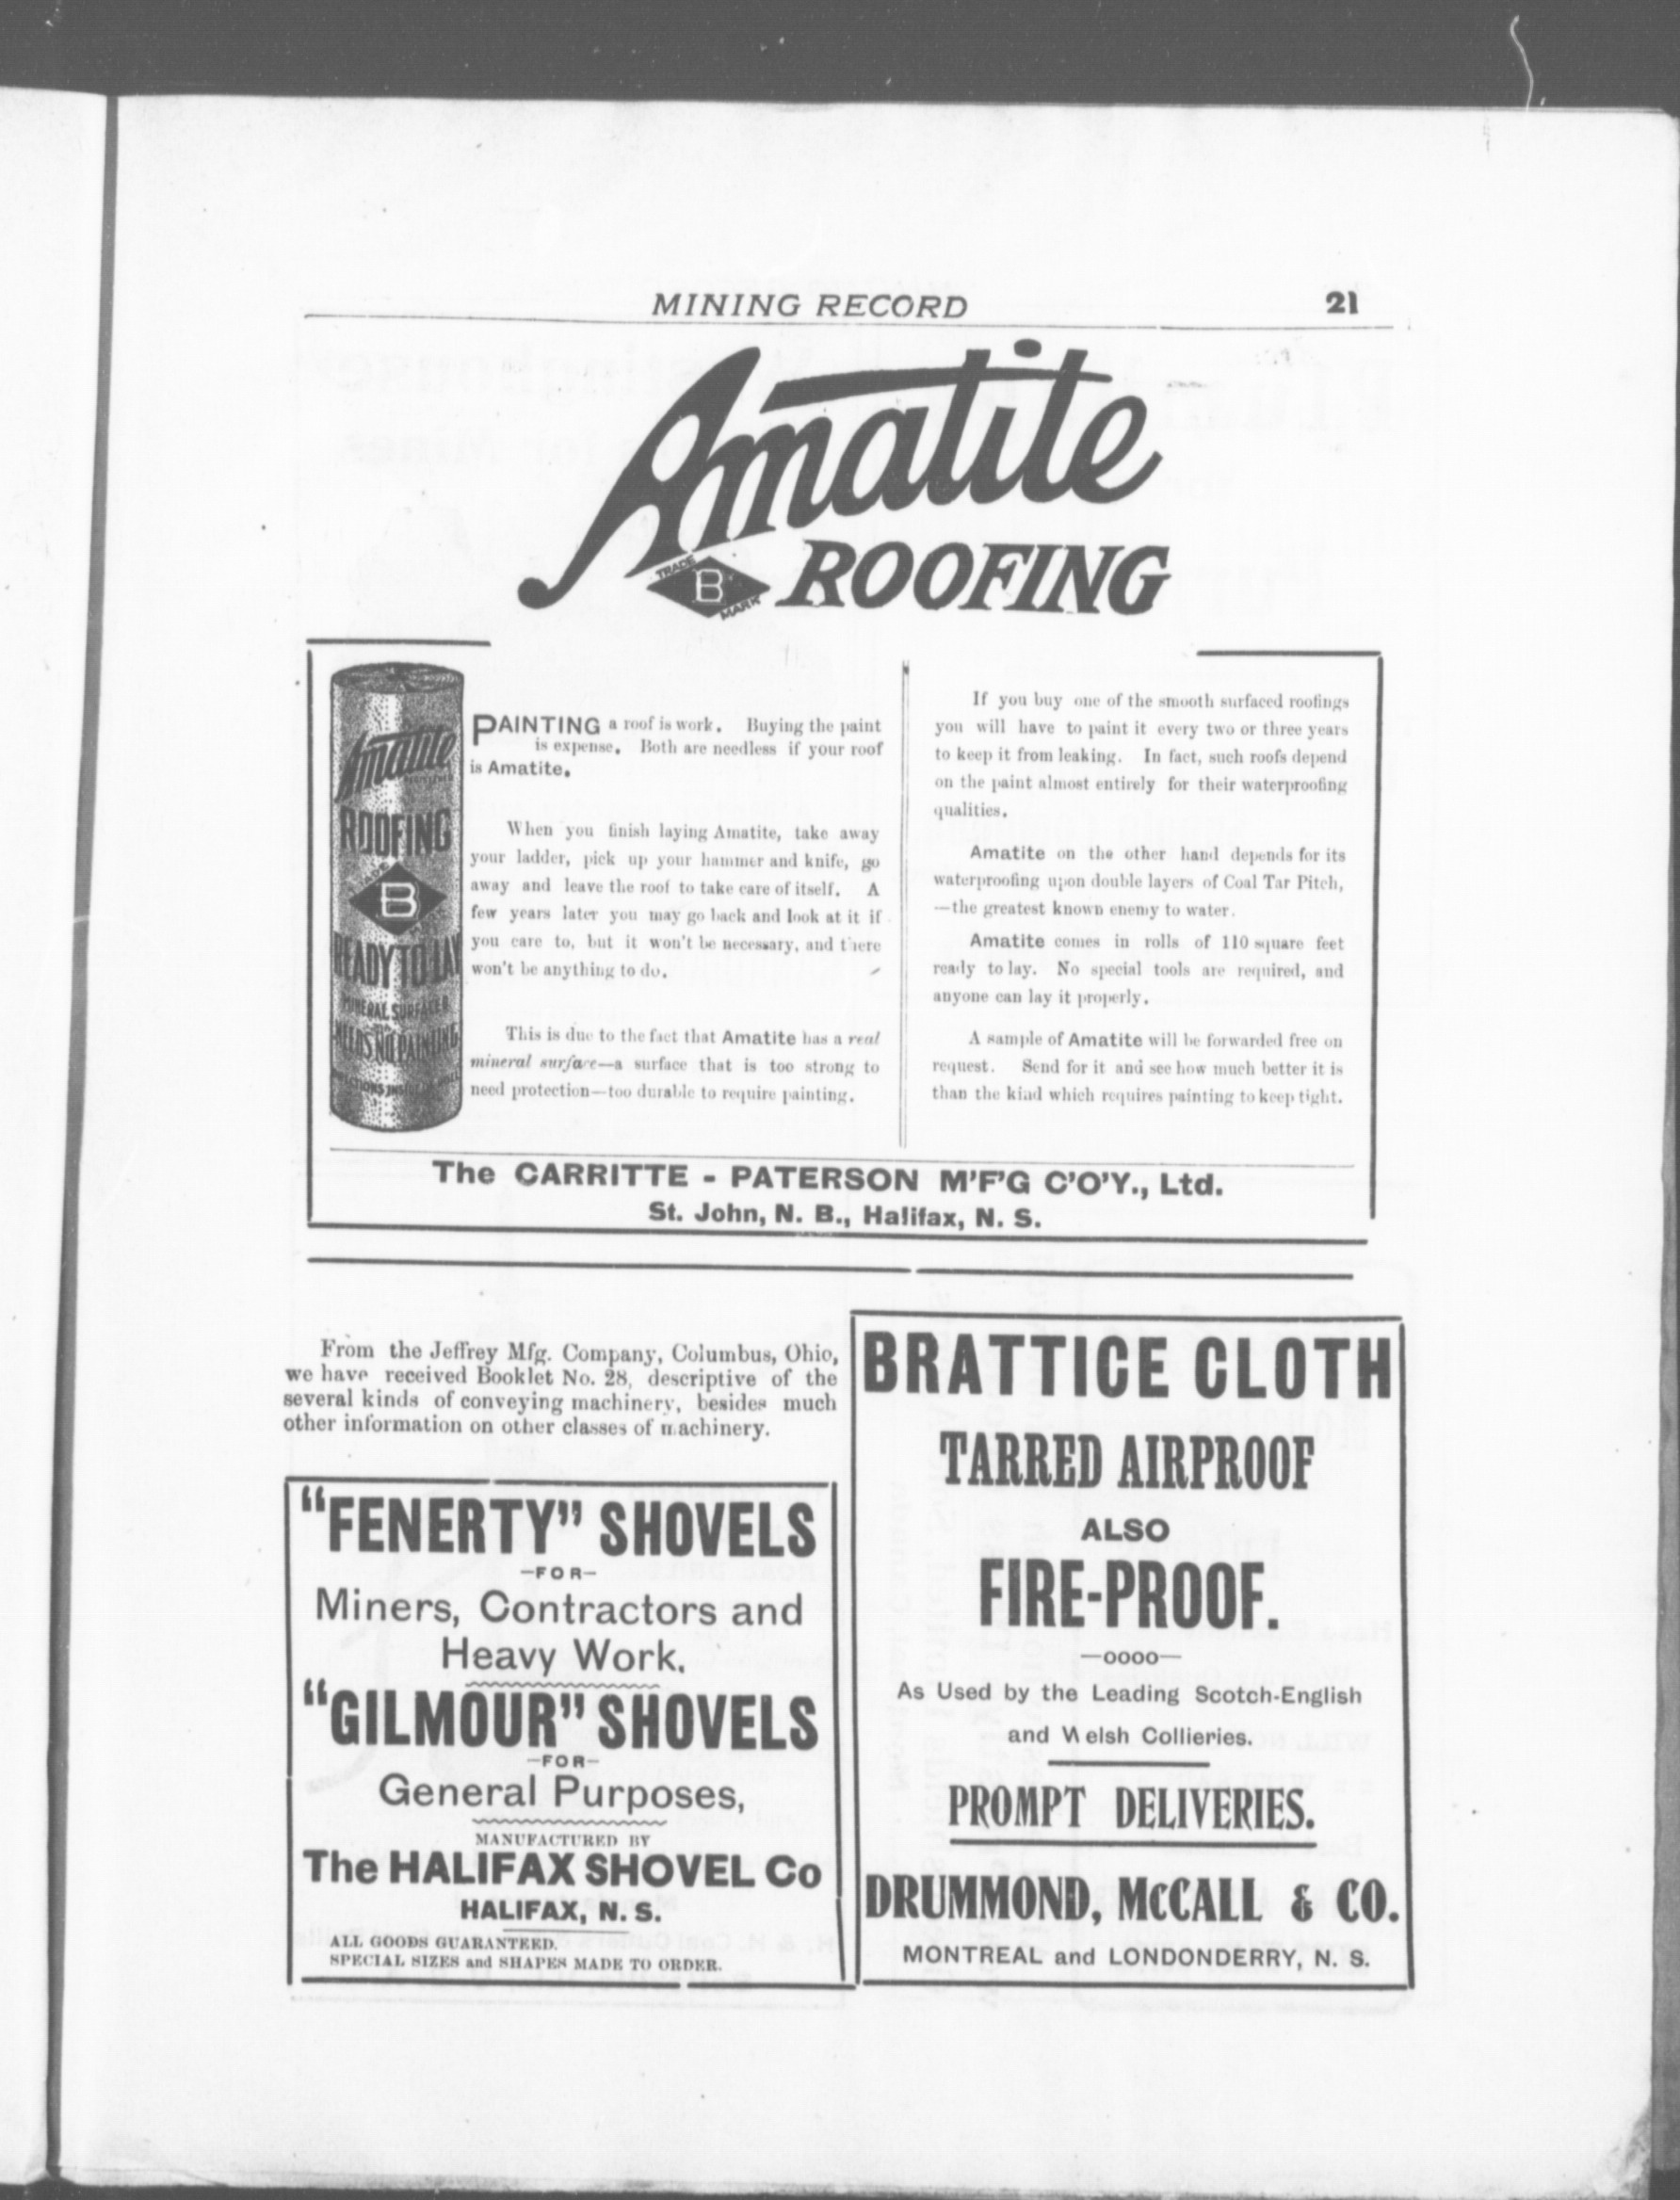 MINING RECORD 21
Amatite
TRADE B MARK ROOFING
Amatite
ROOFING
B
READY TO LAY
MINERAL SURFACED
NEEDS NO PAINTING
PAINTING a roof is work. Buying the paint
is expense. Both are needless if your roof
is Amatite.
When you finish laying Amatite, take away
your ladder, pick up your hammer and knife, go
away and leave the roof to take care of itself. A
few years later you may go back and look at it if
you care to, but it won't be necessary, and there
won't be anything to do.
This is due to the fact that Amatite has a real
mineral surface—a surface that is too strong to
need protection—too durable to require painting.
If you buy one of the smooth surfaced roofings
you will have to paint it every two or three years
to keep it from leaking. In fact, such roofs depend
on the paint almost entirely for their waterproofing
qualities.
Amatite on the other hand depends for its
waterproofing upon double layers of Coal Tar Pitch,
—the greatest known enemy to water.
Amatite comes in rolls of 110 square feet
ready to lay. No special tools are required, and
anyone can lay it properly.
A sample of Amatite will be forwarded free on
request. Send for it and see how much better it is
than the kind which requires painting to keep tight.
The CARRITTE - PATERSON M'F'G C'O'Y., Ltd.
St. John, N. B., Halifax, N. S.
From the Jeffrey Mfg. Company, Columbus, Ohio,
we have received Booklet No. 28, descriptive of the
several kinds of conveying machinery, besides much
other information on other classes of machinery.
"FENERTY" SHOVELS
—FOR—
Miners, Contractors and
Heavy Work.
"GILMOUR" SHOVELS
—FOR—
General Purposes,
MANUFACTURED BY
The HALIFAX SHOVEL Co
HALIFAX, N. S.
ALL GOODS GUARANTEED.
SPECIAL SIZES and SHAPES MADE TO ORDER.
BRATTICE CLOTH
TARRED AIRPROOF
ALSO
FIRE-PROOF.
—oooo—
As Used by the Leading Scotch-English
and Welsh Collieries.
PROMPT DELIVERIES.
DRUMMOND, McCALL & CO.
MONTREAL and LONDONDERRY, N. S.